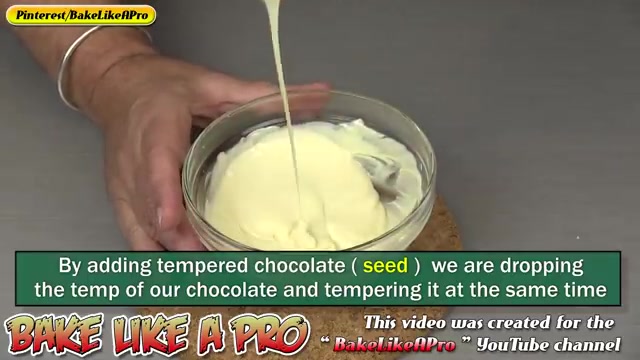 Pinterest/BakeLikeAPro
By adding tempered chocolate ( seed ) we are dropping
the temp of our chocolate and tempering it at the same time
BAKE LIKE A PRO
This video was created for the
“ BakeLikeAPro ” YouTube channel